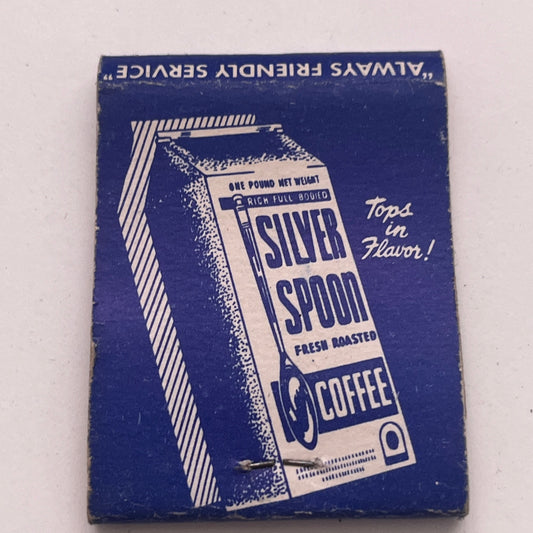 "ALWAYS FRIENDLY SERVICE"
ONE POUND NET WEIGHT
RICH FULL BODIED
SILVER
SPOON
FRESH ROASTED
COFFEE
Tops
in
Flavor!